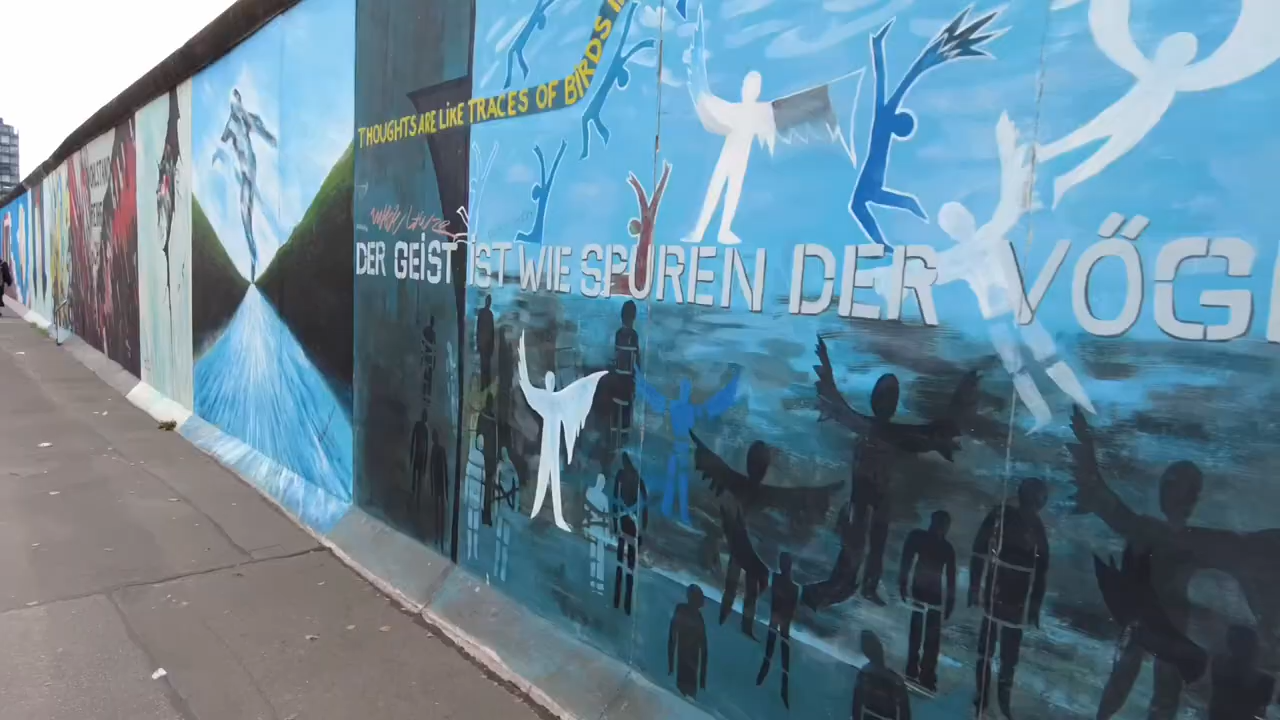 THOUGHTS ARE LIKE TRACES OF BIRDS
DER GEIST IST WIE SPUREN DER VÖG